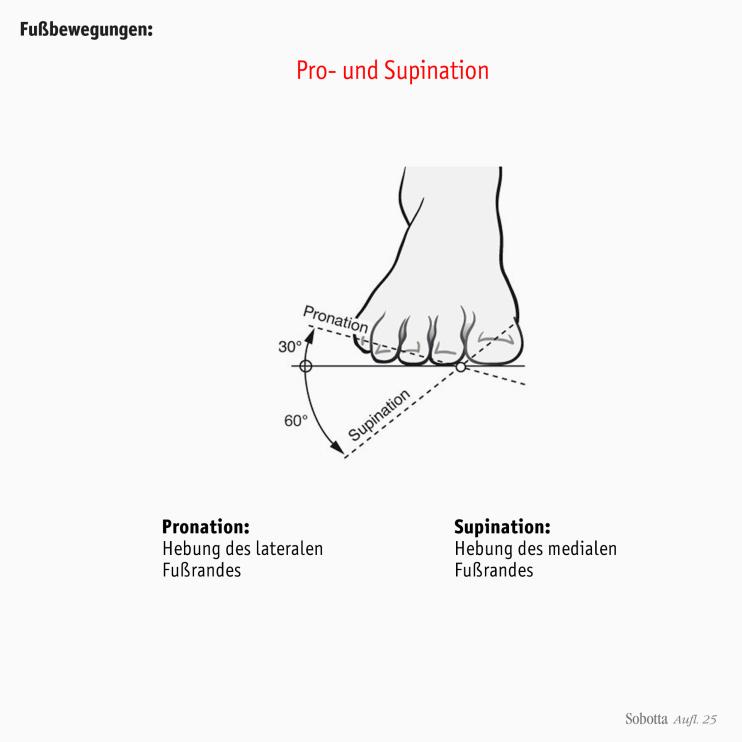 Fußbewegungen:
Pro- und Supination
Pronation
30°
60°
Supination
Pronation:
Hebung des lateralen
Fußrandes
Supination:
Hebung des medialen
Fußrandes
Sobotta Aufl. 25